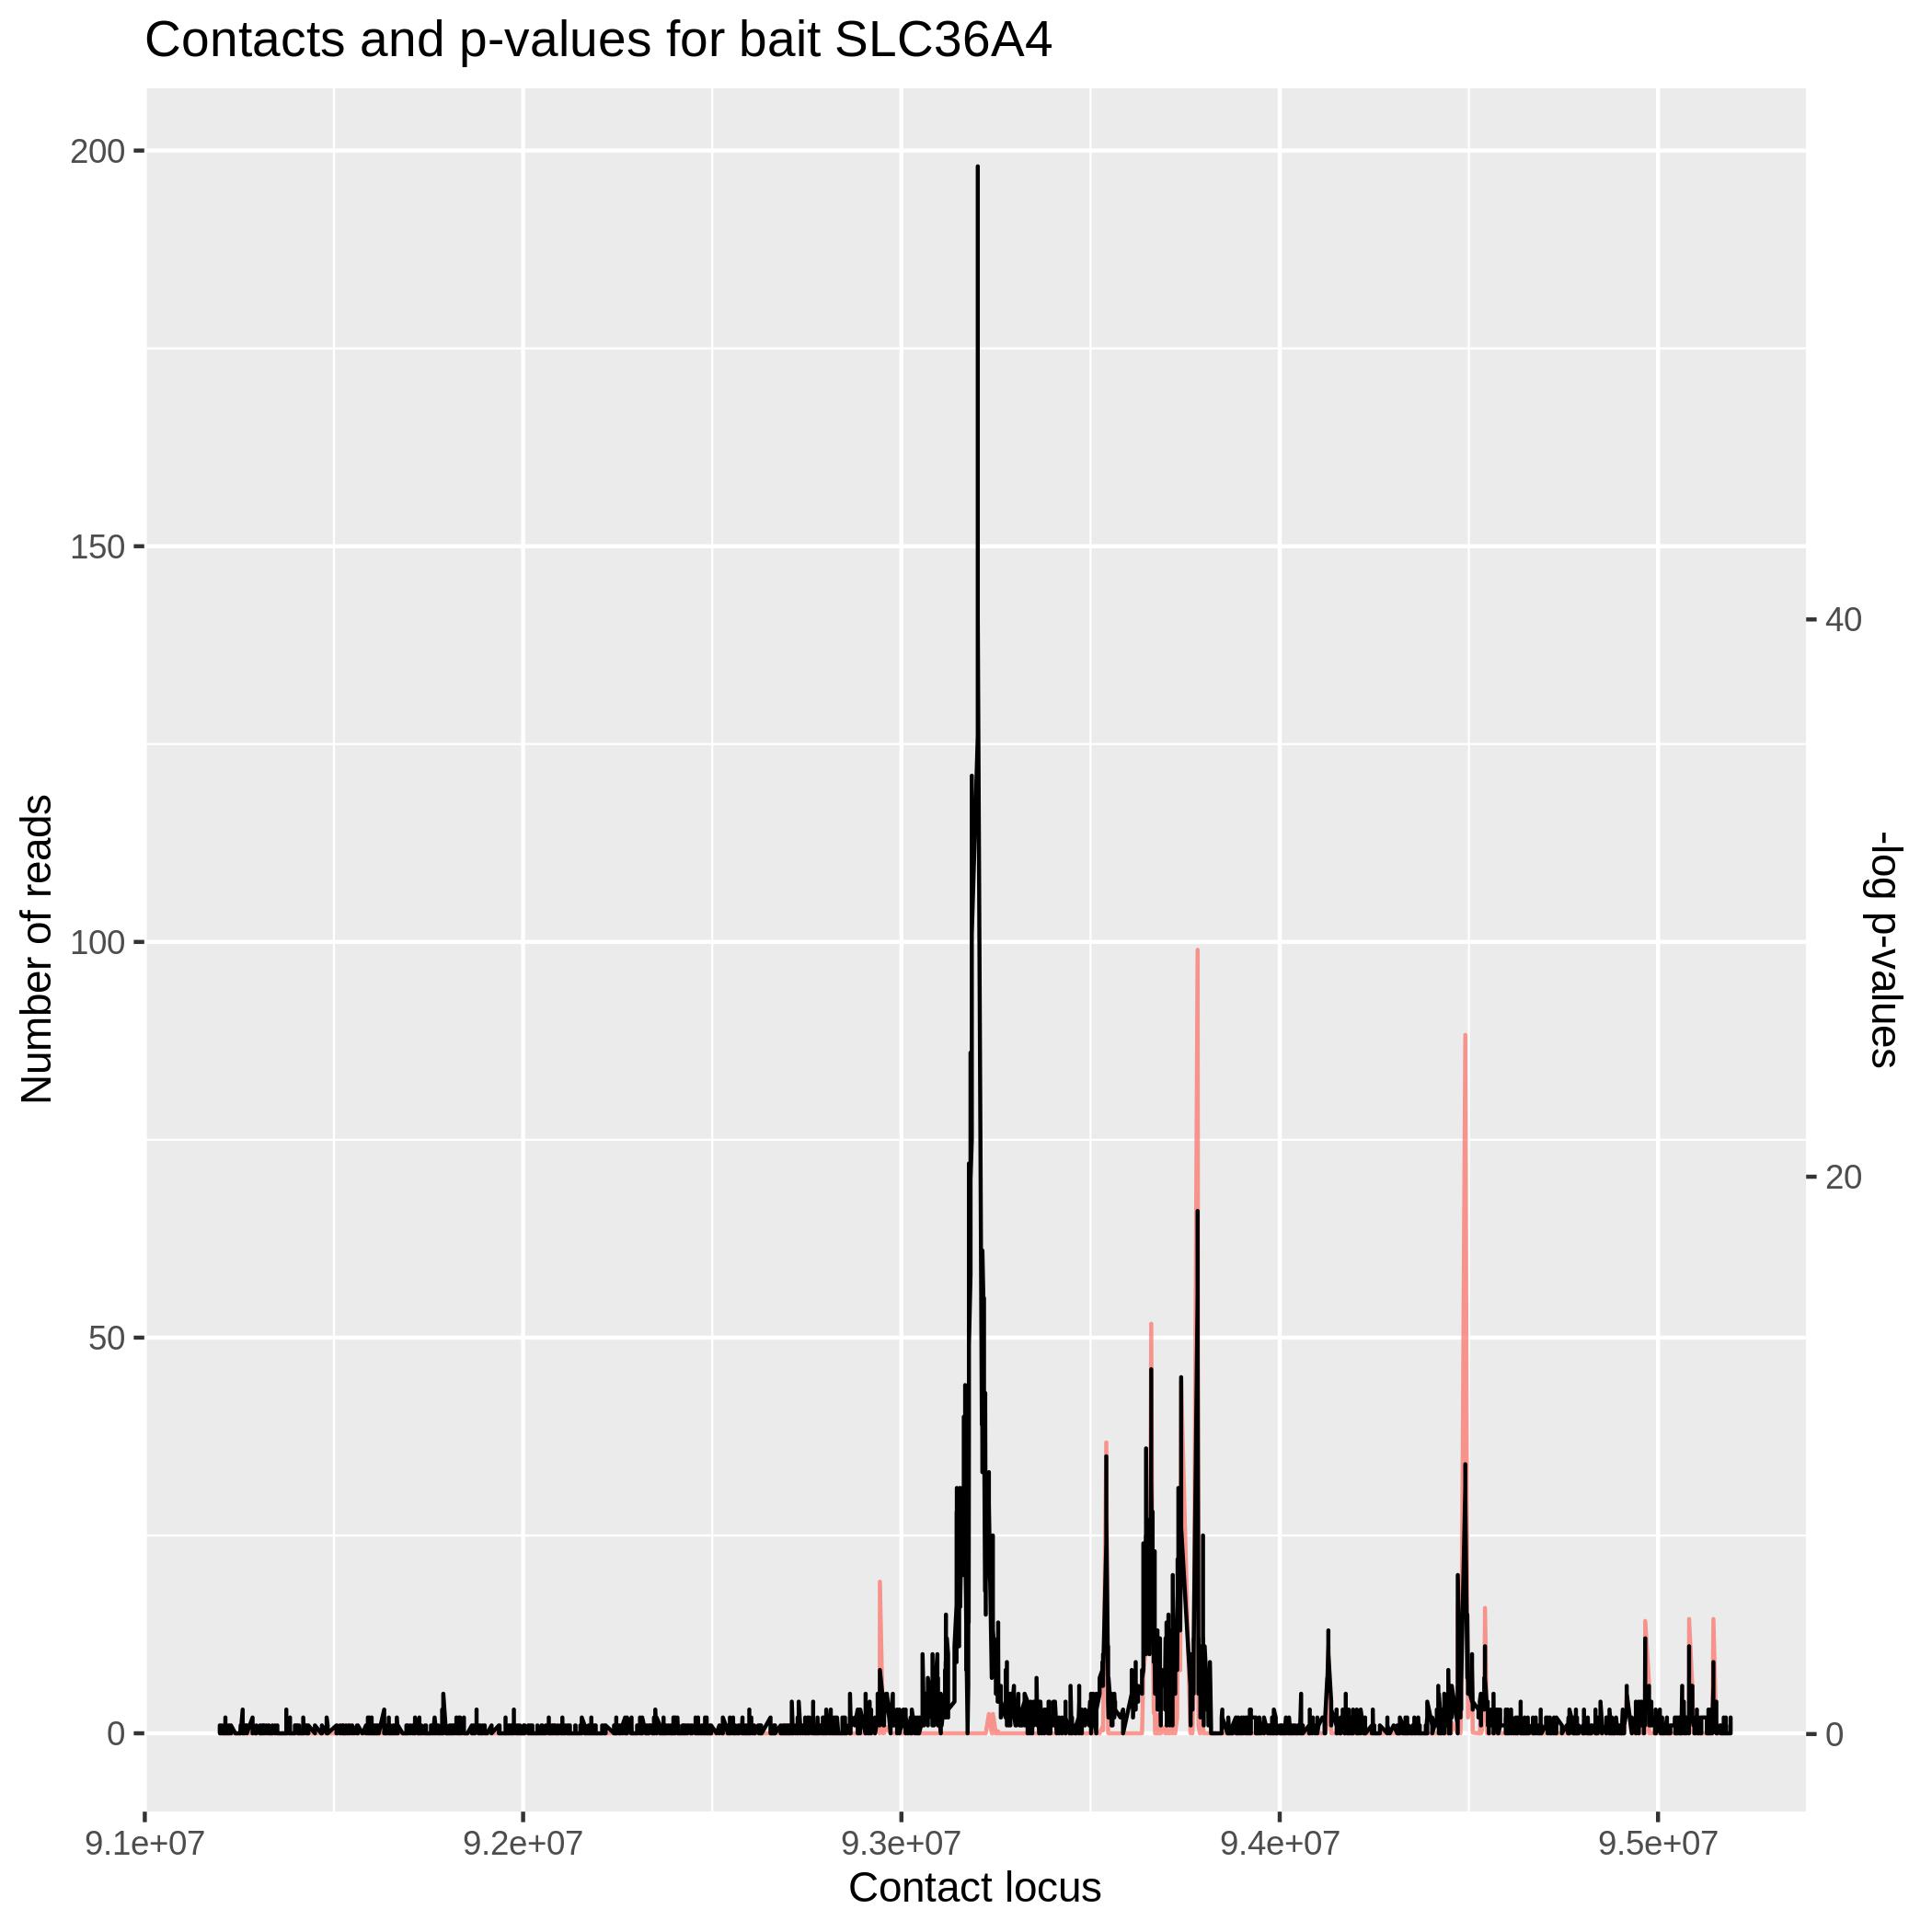 Contacts and p-values for bait SLC36A4
200
150
100
50
0
Number of reads
40
20
0
-log p-values
9.1e+07 9.2e+07 9.3e+07 9.4e+07 9.5e+07
Contact locus